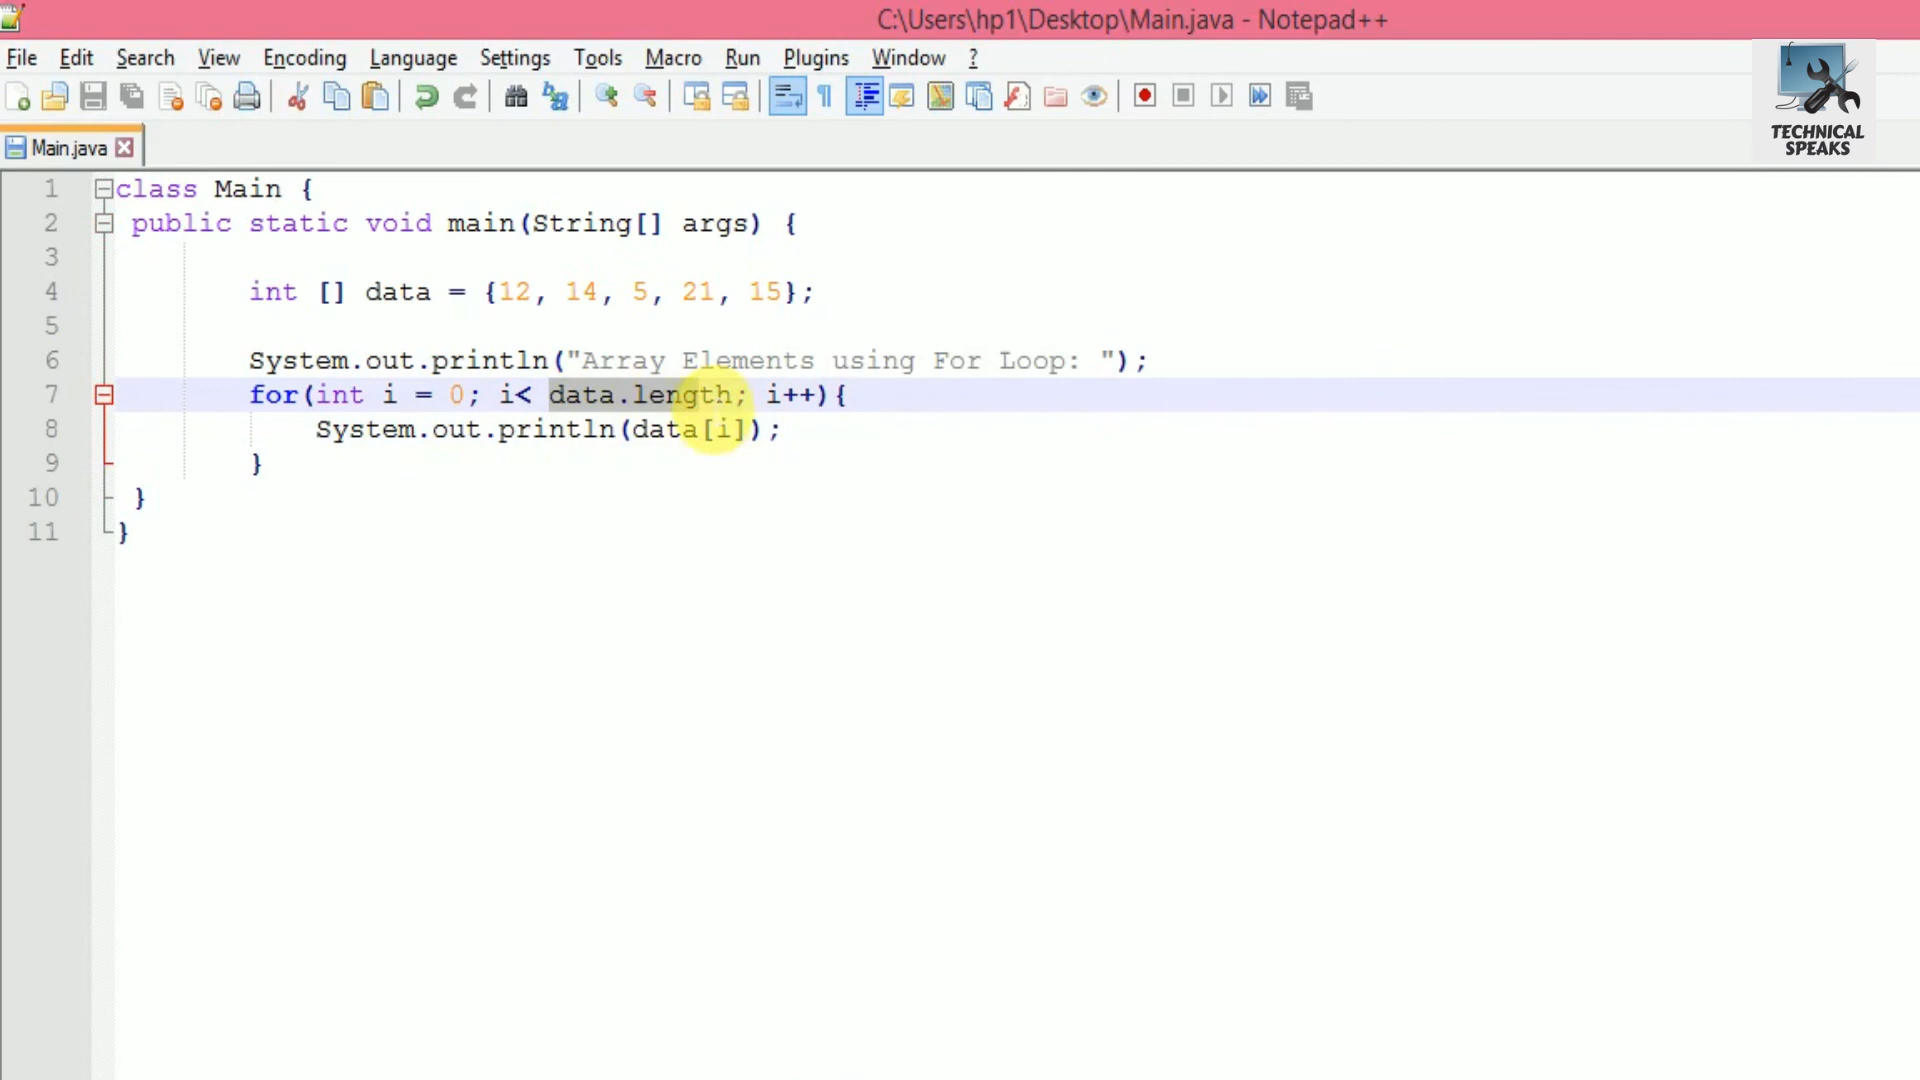 C:\Users\hp1\Desktop\Main.java - Notepad++
File Edit Search View Encoding Language Settings Tools Macro Run Plugins Window ?
TECHNICAL
SPEAKS
Main.java
1 class Main {
2 public static void main(String[] args) {
3
4 int [] data = {12, 14, 5, 21, 15};
5
6 System.out.println("Array Elements using For Loop: ");
7 for(int i = 0; i< data.length; i++){
8 System.out.println(data[i]);
9 }
10 }
11 }